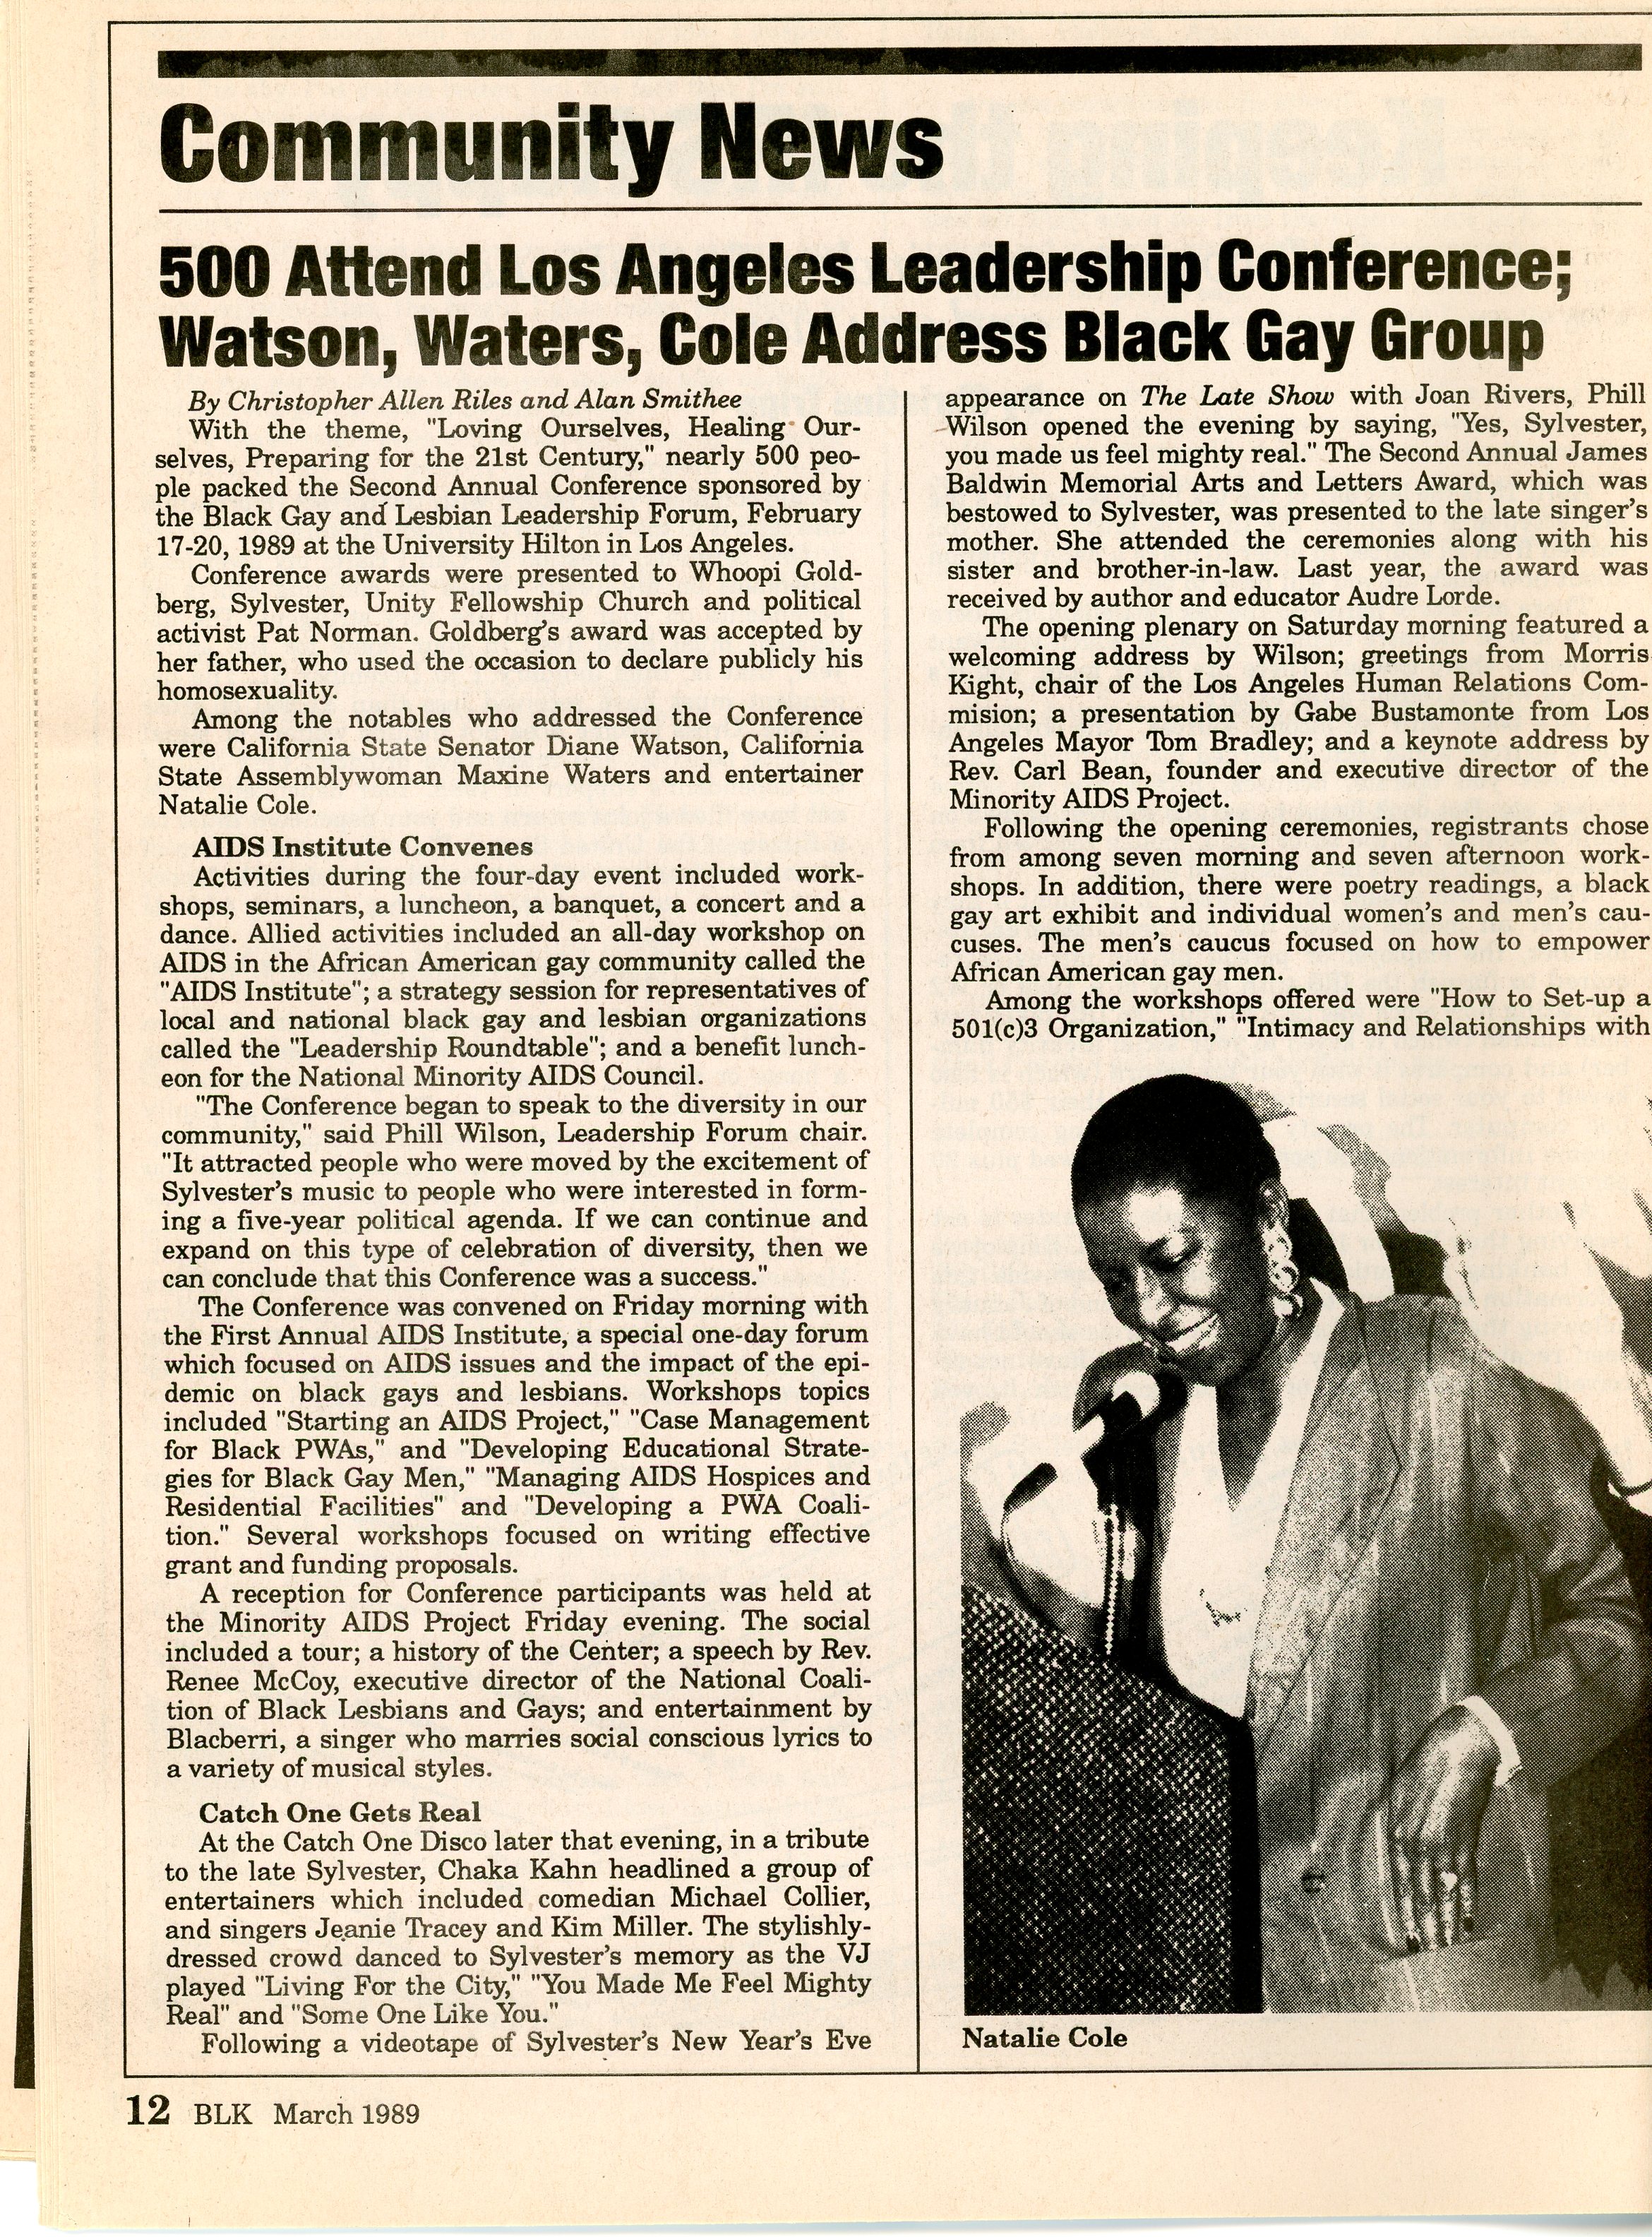 Community News
500 Attend Los Angeles Leadership Conference;
Watson, Waters, Cole Address Black Gay Group
By Christopher Allen Riles and Alan Smithee
With the theme, "Loving Ourselves, Healing Our-
selves, Preparing for the 21st Century," nearly 500 peo-
ple packed the Second Annual Conference sponsored by
the Black Gay and Lesbian Leadership Forum, February
17-20, 1989 at the University Hilton in Los Angeles.
Conference awards were presented to Whoopi Gold-
berg, Sylvester, Unity Fellowship Church and political
activist Pat Norman. Goldberg's award was accepted by
her father, who used the occasion to declare publicly his
homosexuality.
Among the notables who addressed the Conference
were California State Senator Diane Watson, California
State Assemblywoman Maxine Waters and entertainer
Natalie Cole.
AIDS Institute Convenes
Activities during the four-day event included work-
shops, seminars, a luncheon, a banquet, a concert and a
dance. Allied activities included an all-day workshop on
AIDS in the African American gay community called the
"AIDS Institute"; a strategy session for representatives of
local and national black gay and lesbian organizations
called the "Leadership Roundtable"; and a benefit lunch-
eon for the National Minority AIDS Council.
"The Conference began to speak to the diversity in our
community," said Phill Wilson, Leadership Forum chair.
"It attracted people who were moved by the excitement of
Sylvester's music to people who were interested in form-
ing a five-year political agenda. If we can continue and
expand on this type of celebration of diversity, then we
can conclude that this Conference was a success."
The Conference was convened on Friday morning with
the First Annual AIDS Institute, a special one-day forum
which focused on AIDS issues and the impact of the epi-
demic on black gays and lesbians. Workshops topics
included "Starting an AIDS Project," "Case Management
for Black PWAs," and "Developing Educational Strate-
gies for Black Gay Men," "Managing AIDS Hospices and
Residential Facilities" and "Developing a PWA Coali-
tion." Several workshops focused on writing effective
grant and funding proposals.
A reception for Conference participants was held at
the Minority AIDS Project Friday evening. The social
included a tour; a history of the Center; a speech by Rev.
Renee McCoy, executive director of the National Coali-
tion of Black Lesbians and Gays; and entertainment by
Blacberri, a singer who marries social conscious lyrics to
a variety of musical styles.
Catch One Gets Real
At the Catch One Disco later that evening, in a tribute
to the late Sylvester, Chaka Kahn headlined a group of
entertainers which included comedian Michael Collier,
and singers Jeanie Tracey and Kim Miller. The stylishly-
dressed crowd danced to Sylvester's memory as the VJ
played "Living For the City," "You Made Me Feel Mighty
Real" and "Some One Like You."
Following a videotape of Sylvester's New Year's Eve
appearance on The Late Show with Joan Rivers, Phill
Wilson opened the evening by saying, "Yes, Sylvester,
you made us feel mighty real." The Second Annual James
Baldwin Memorial Arts and Letters Award, which was
bestowed to Sylvester, was presented to the late singer's
mother. She attended the ceremonies along with his
sister and brother-in-law. Last year, the award was
received by author and educator Audre Lorde.
The opening plenary on Saturday morning featured a
welcoming address by Wilson; greetings from Morris
Kight, chair of the Los Angeles Human Relations Com-
mision; a presentation by Gabe Bustamonte from Los
Angeles Mayor Tom Bradley; and a keynote address by
Rev. Carl Bean, founder and executive director of the
Minority AIDS Project.
Following the opening ceremonies, registrants chose
from among seven morning and seven afternoon work-
shops. In addition, there were poetry readings, a black
gay art exhibit and individual women's and men's cau-
cuses. The men's caucus focused on how to empower
African American gay men.
Among the workshops offered were "How to Set-up a
501(c)3 Organization," "Intimacy and Relationships with
Natalie Cole
12 BLK March 1989